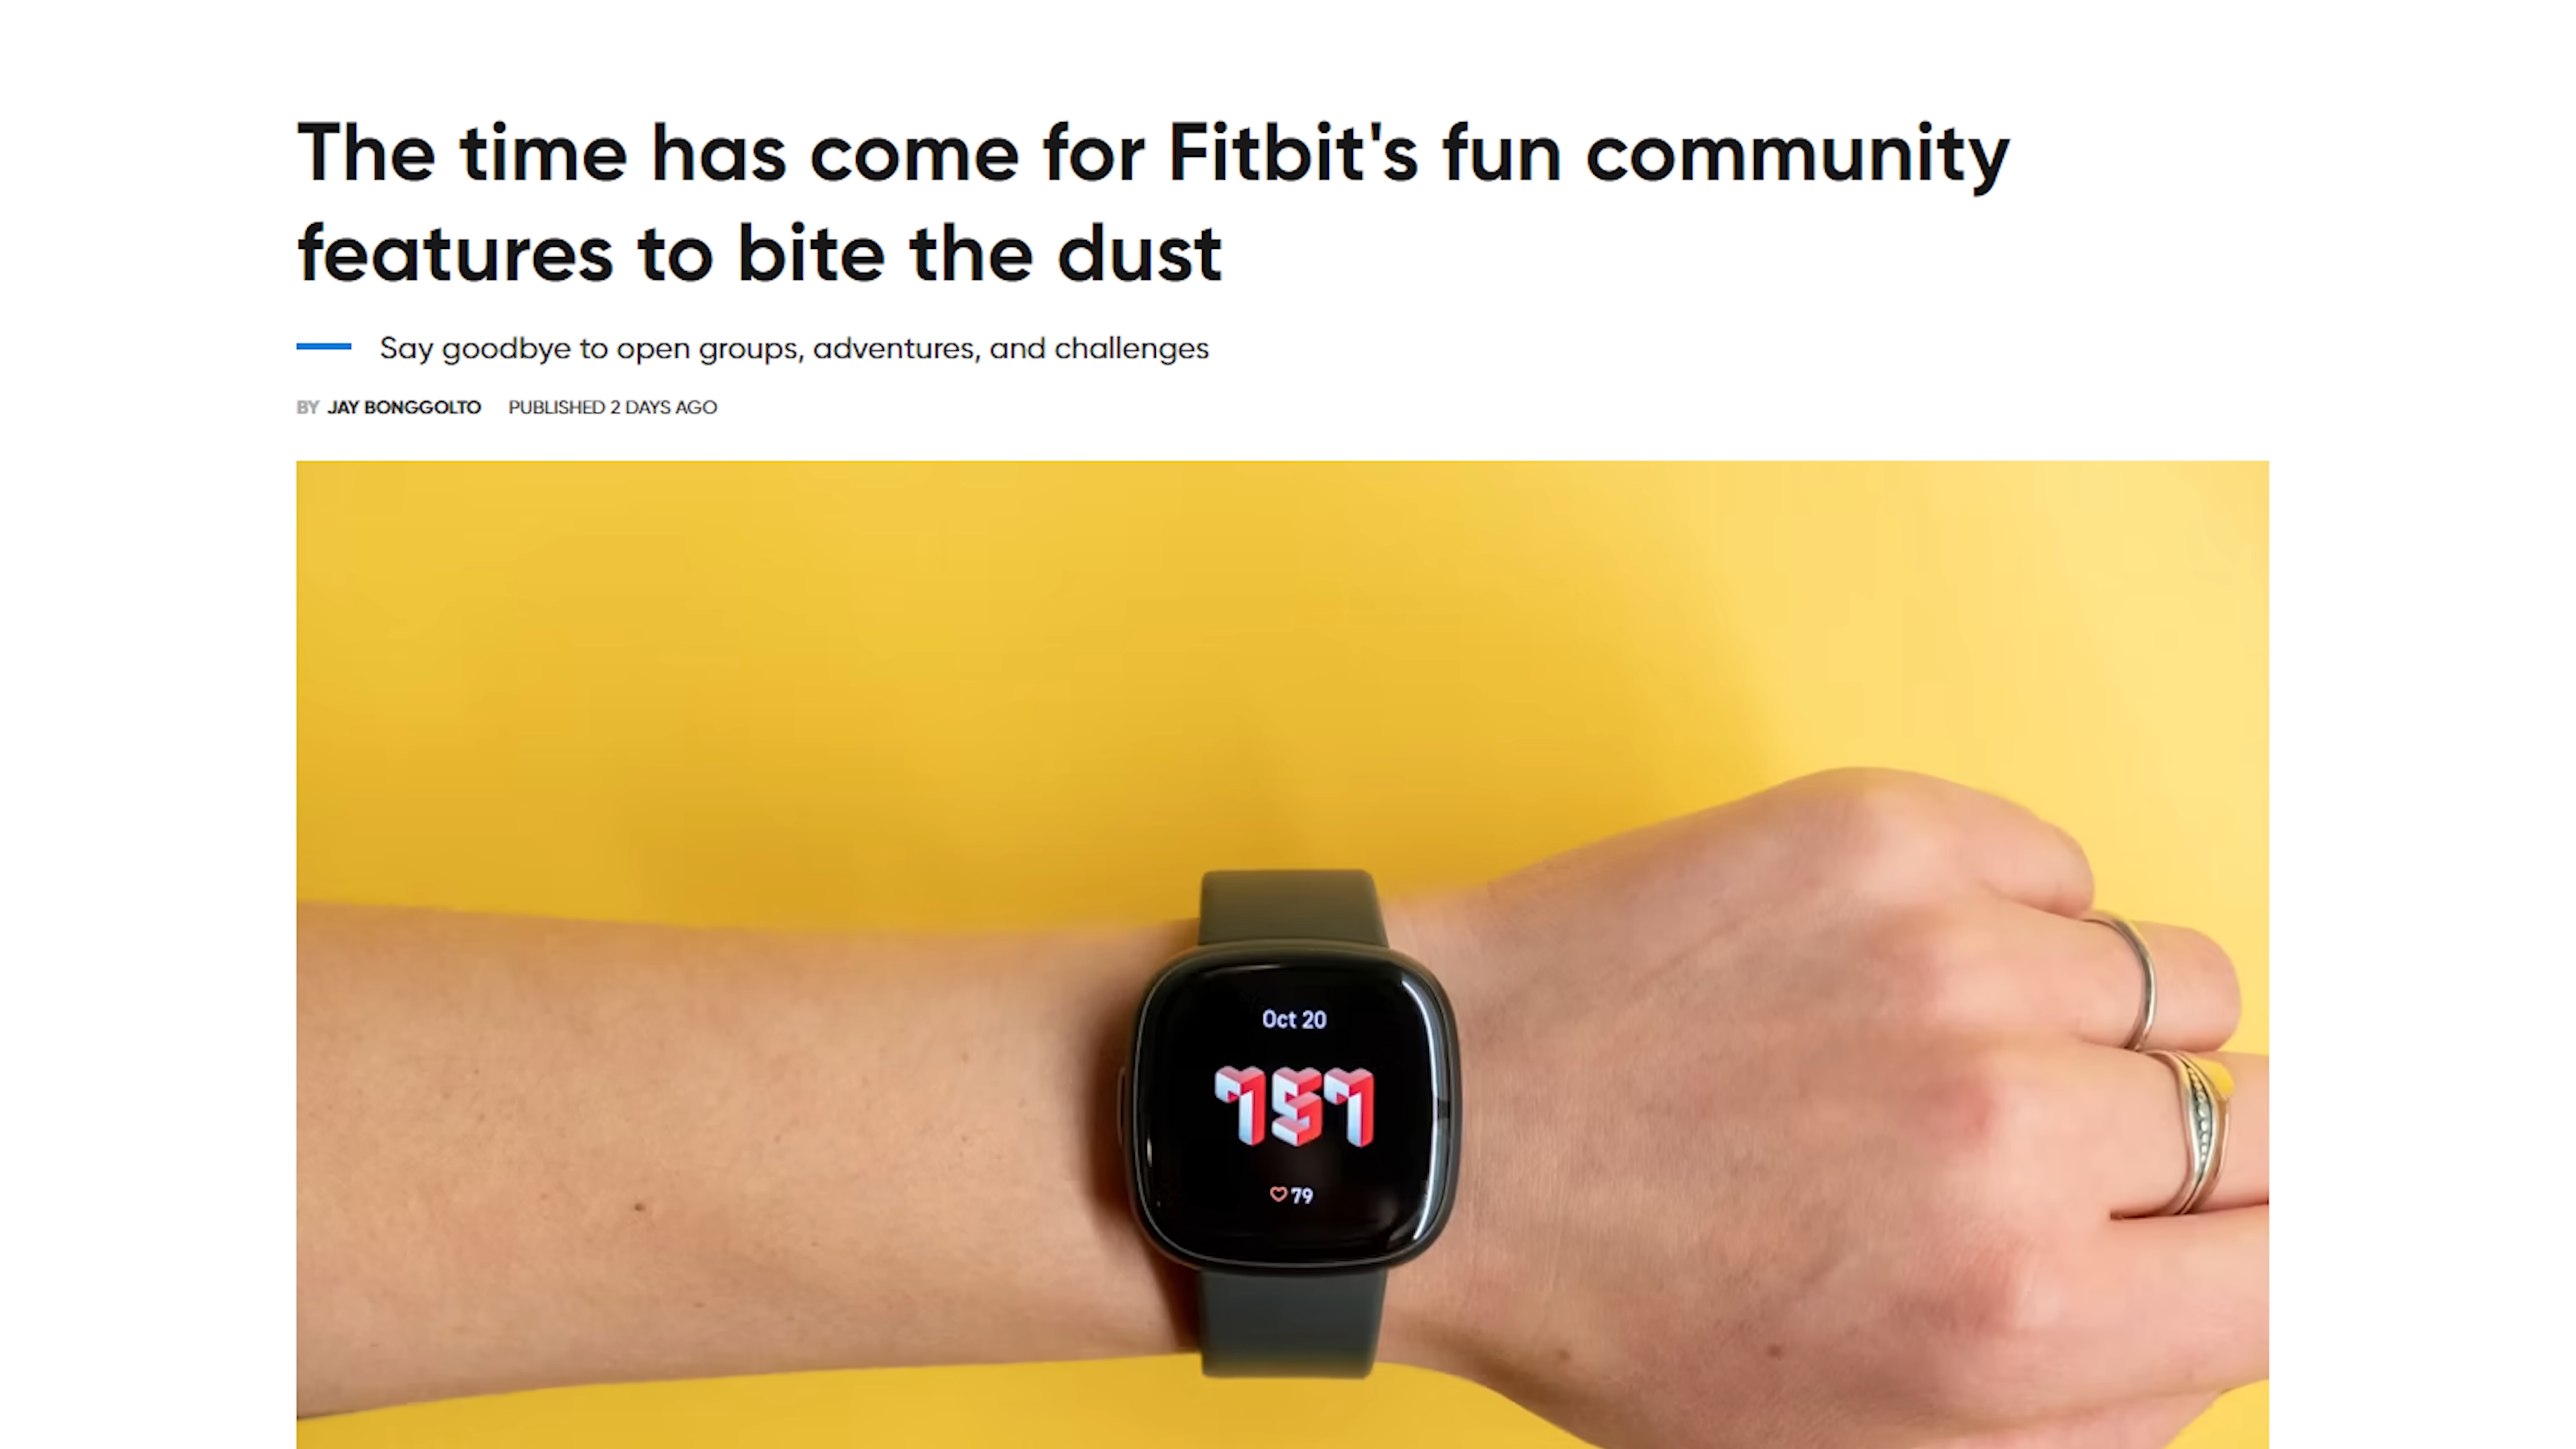 The time has come for Fitbit's fun community
features to bite the dust
Say goodbye to open groups, adventures, and challenges
BY JAY BONGGOLTO PUBLISHED 2 DAYS AGO
Oct 20
757
79